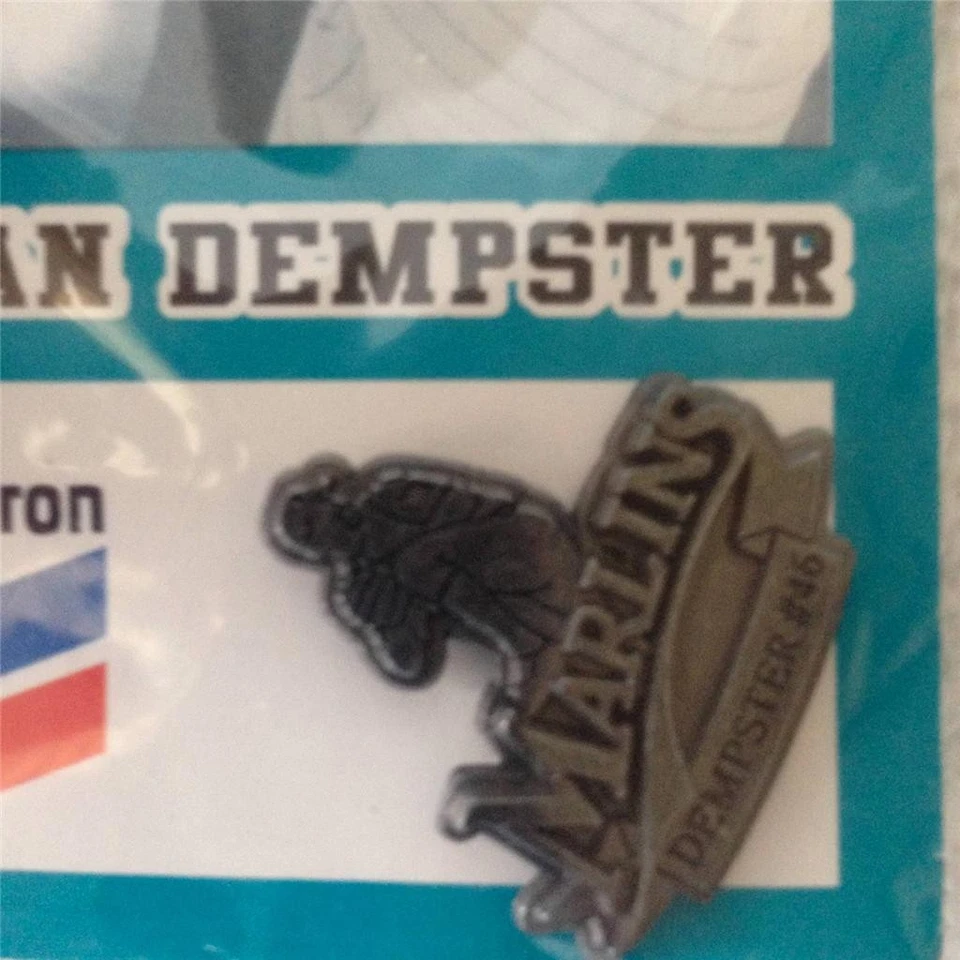 AN DEMPSTER
ron
MARLINS
DEMPSTER #46